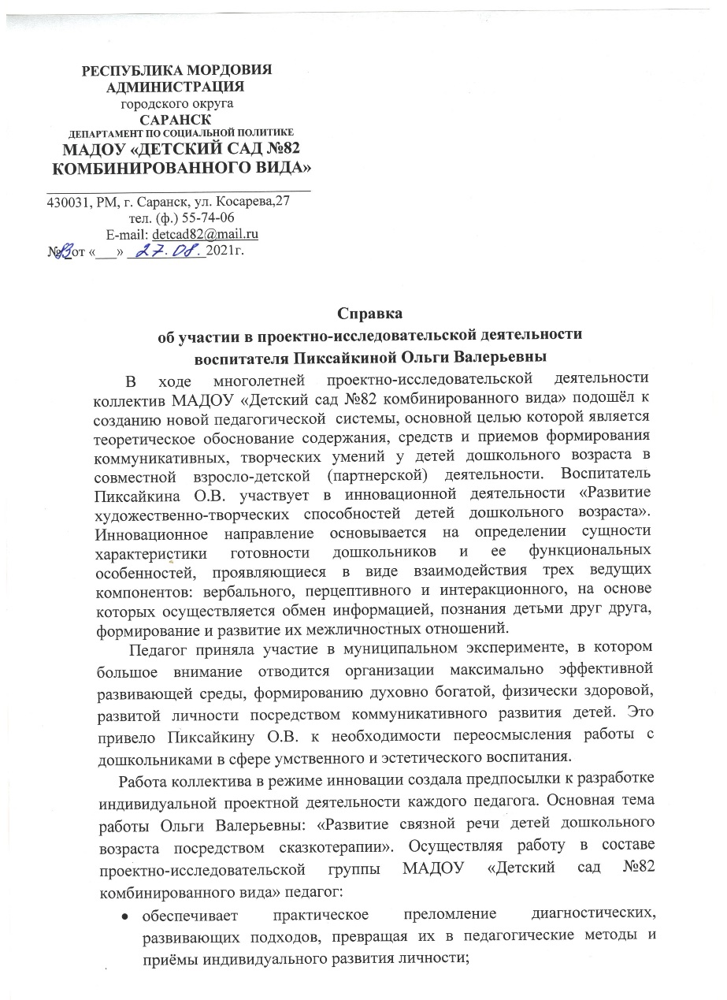 РЕСПУБЛИКА МОРДОВИЯ
АДМИНИСТРАЦИЯ
городского округа
САРАНСК
ДЕПАРТАМЕНТ ПО СОЦИАЛЬНОЙ ПОЛИТИКЕ
МАДОУ «ДЕТСКИЙ САД №82
КОМБИНИРОВАННОГО ВИДА»
430031, РМ, г. Саранск, ул. Косарева,27
тел. (ф.) 55-74-06
E-mail: detcad82@mail.ru
№83от «___» 27.08.2021г.
Справка
об участии в проектно-исследовательской деятельности
воспитателя Пиксайкиной Ольги Валерьевны
В ходе многолетней проектно-исследовательской деятельности
коллектив МАДОУ «Детский сад №82 комбинированного вида» подошёл к
созданию новой педагогической системы, основной целью которой является
теоретическое обоснование содержания, средств и приемов формирования
коммуникативных, творческих умений у детей дошкольного возраста в
совместной взросло-детской (партнерской) деятельности. Воспитатель
Пиксайкина О.В. участвует в инновационной деятельности «Развитие
художественно-творческих способностей детей дошкольного возраста».
Инновационное направление основывается на определении сущности
характеристики готовности дошкольников и ее функциональных
особенностей, проявляющиеся в виде взаимодействия трех ведущих
компонентов: вербального, перцептивного и интеракционного, на основе
которых осуществляется обмен информацией, познания детьми друг друга,
формирование и развитие их межличностных отношений.
Педагог приняла участие в муниципальном эксперименте, в котором
большое внимание отводится организации максимально эффективной
развивающей среды, формированию духовно богатой, физически здоровой,
развитой личности посредством коммуникативного развития детей. Это
привело Пиксайкину О.В. к необходимости переосмысления работы с
дошкольниками в сфере умственного и эстетического воспитания.
Работа коллектива в режиме инновации создала предпосылки к разработке
индивидуальной проектной деятельности каждого педагога. Основная тема
работы Ольги Валерьевны: «Развитие связной речи детей дошкольного
возраста посредством сказкотерапии». Осуществляя работу в составе
проектно-исследовательской группы МАДОУ «Детский сад №82
комбинированного вида» педагог:
• обеспечивает практическое преломление диагностических,
развивающих подходов, превращая их в педагогические методы и
приёмы индивидуального развития личности;